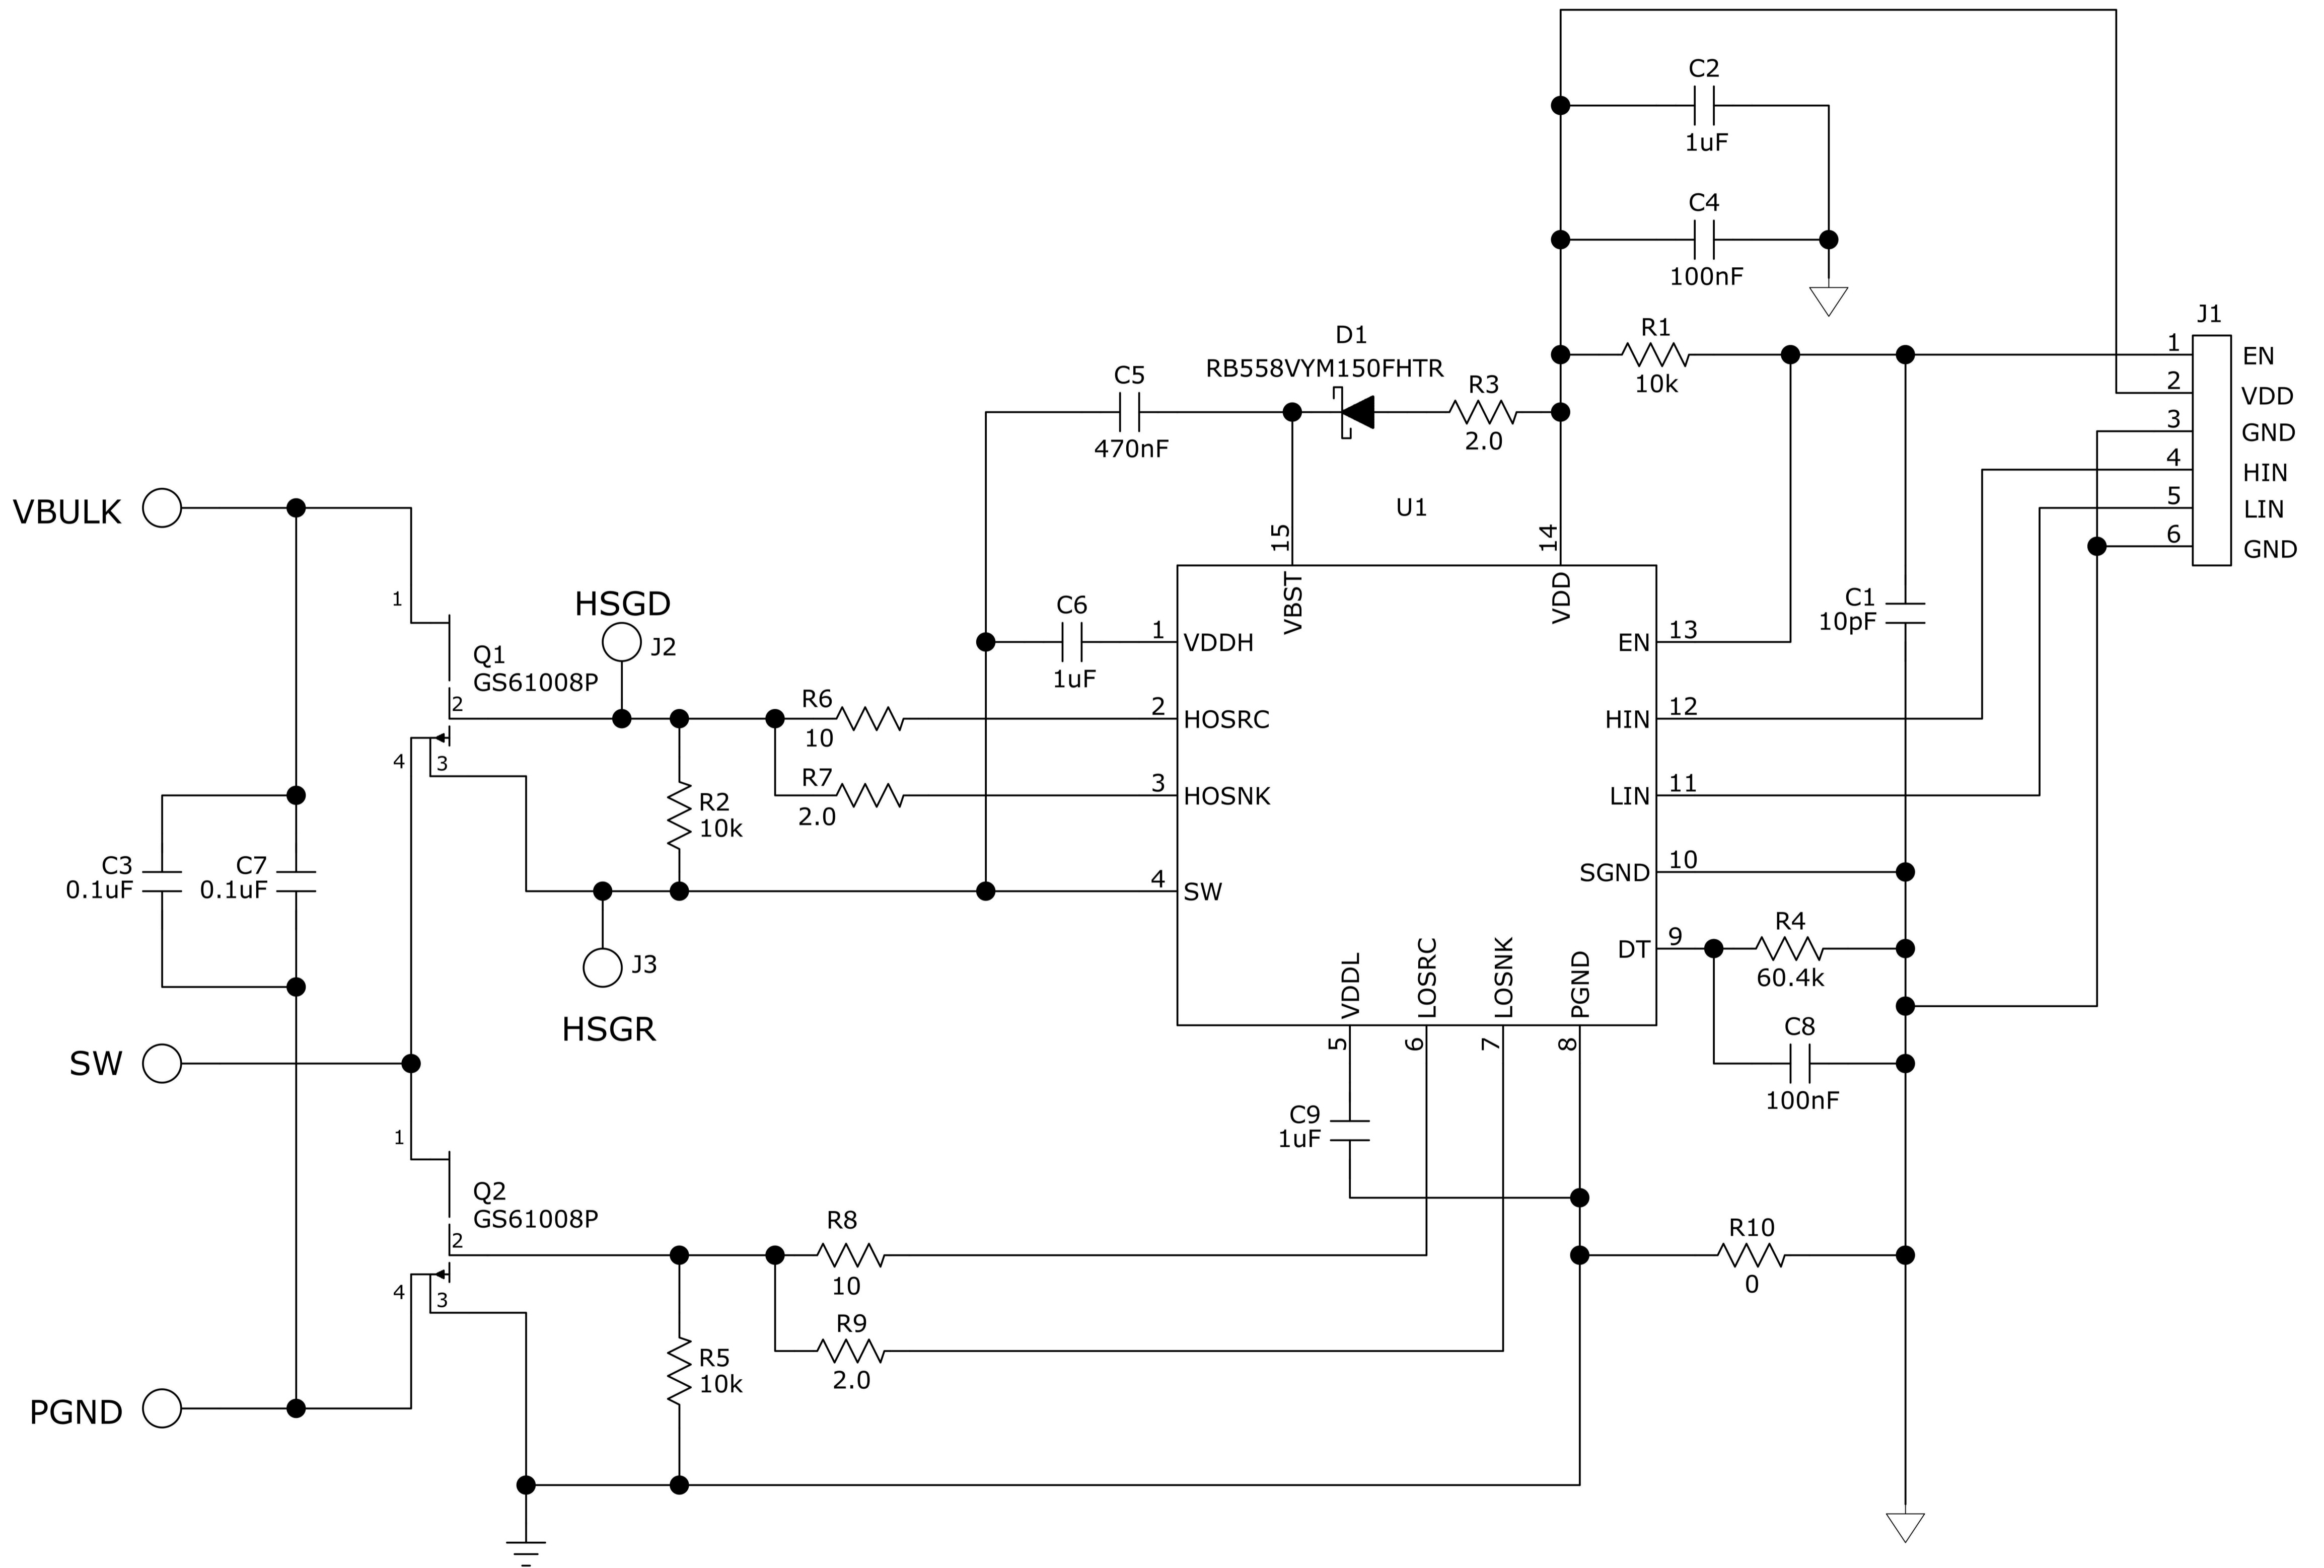 C2
1uF
C4
100nF
J1
D1
RB558VYM150FHTR
R3
2.0
R1
10k
1
EN
2
VDD
3
GND
4
HIN
5
LIN
6
GND
C5
470nF
U1
VBULK
15
14
VBST
VDD
1
HSGD
J2
C6
1uF
1
VDDH
EN
13
C1
10pF
Q1
GS61008P
2
R6
10
2
HOSRC
HIN
12
4
3
R7
2.0
3
HOSNK
LIN
11
R2
10k
C3
0.1uF
C7
0.1uF
4
SW
SGND
10
J3
HSGR
DT
9
R4
60.4k
VDDL
LOSRC
LOSNK
PGND
5
6
7
8
C8
100nF
SW
C9
1uF
1
Q2
GS61008P
2
R8
10
R10
0
4
3
R9
2.0
R5
10k
PGND